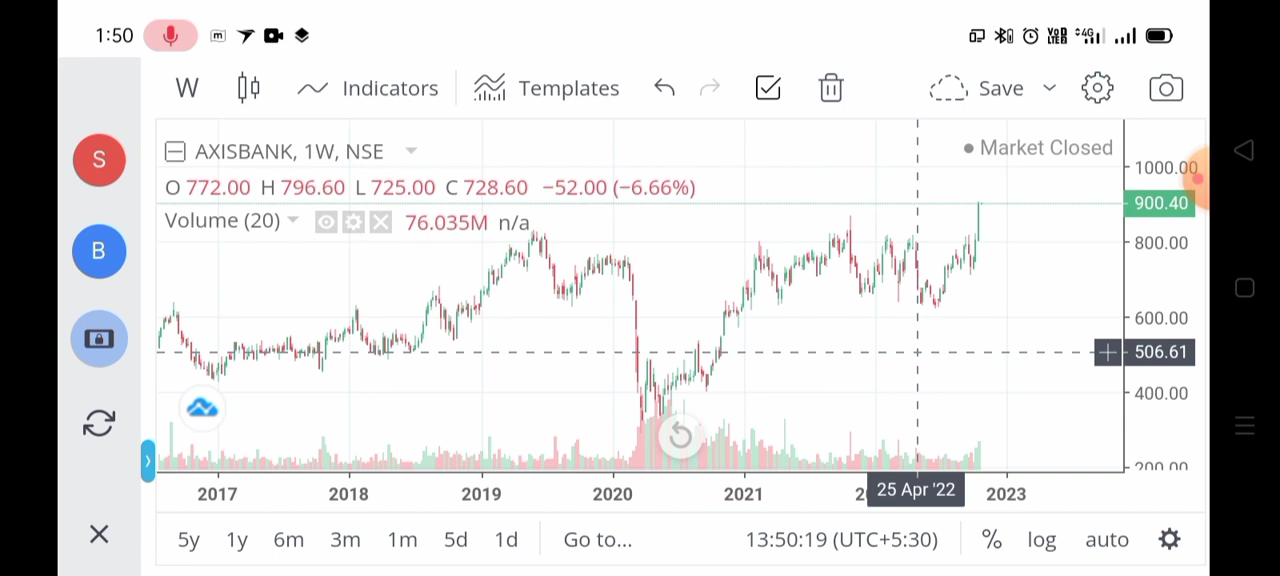 1:50
m
VoD LTEB 4G
W Indicators Templates Save
S
AXISBANK, 1W, NSE
Market Closed
O 772.00 H 796.60 L 725.00 C 728.60 −52.00 (−6.66%)
Volume (20) 76.035M n/a
B
1000.00
900.40
800.00
600.00
506.61
400.00
200.00
2017 2018 2019 2020 2021 25 Apr '22 2023
5y 1y 6m 3m 1m 5d 1d Go to... 13:50:19 (UTC+5:30) % log auto